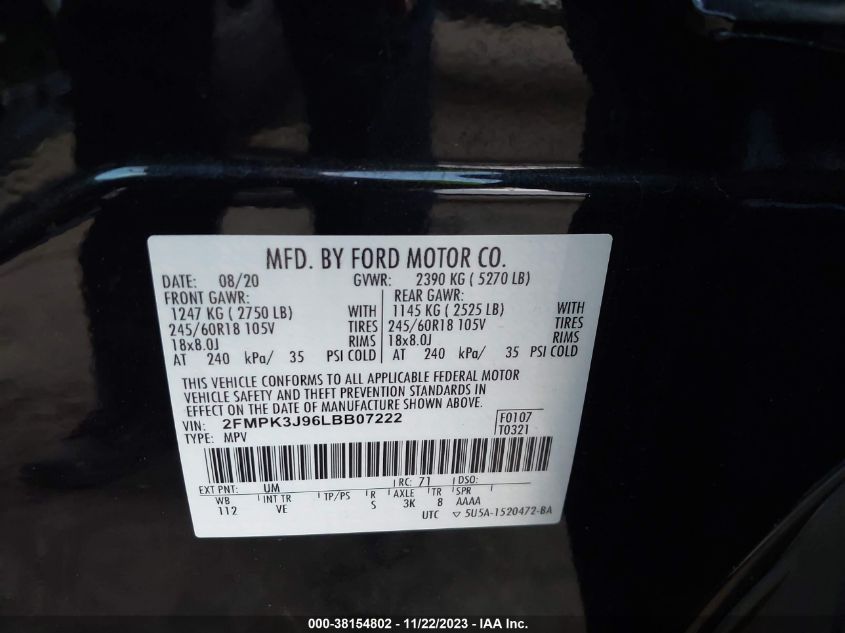 MFD. BY FORD MOTOR CO.
DATE: 08/20 GVWR: 2390 KG ( 5270 LB)
FRONT GAWR: REAR GAWR:
1247 KG ( 2750 LB) WITH 1145 KG ( 2525 LB) WITH
245/60R18 105V TIRES 245/60R18 105V TIRES
18x8.0J RIMS 18x8.0J RIMS
AT 240 kPa/ 35 PSI COLD AT 240 kPa/ 35 PSI COLD
THIS VEHICLE CONFORMS TO ALL APPLICABLE FEDERAL MOTOR
VEHICLE SAFETY AND THEFT PREVENTION STANDARDS IN
EFFECT ON THE DATE OF MANUFACTURE SHOWN ABOVE.
VIN: 2FMPK3J96LBB07222 F0107
TYPE: MPV T0321
EXT PNT: UM RC: 71 DSO:
WB INT TR TP/PS R AXLE TR SPR
112 VE S 3K 8 AAAA
UTC ▽ 5U5A-1520472-BA
000-38154802 - 11/22/2023 - IAA Inc.